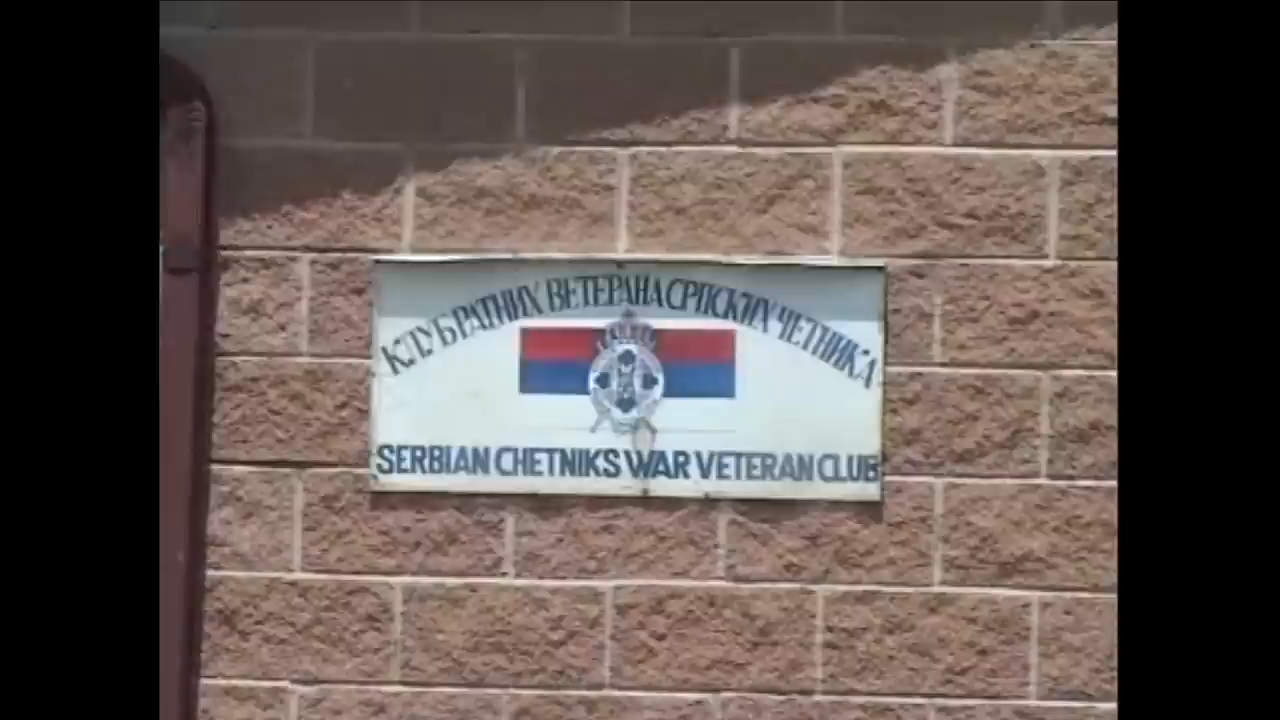 КЛУБ РАТНИХ ВЕТЕРАНА СРПСКИХ ЧЕТНИКА
SERBIAN CHETNIKS WAR VETERAN CLUB